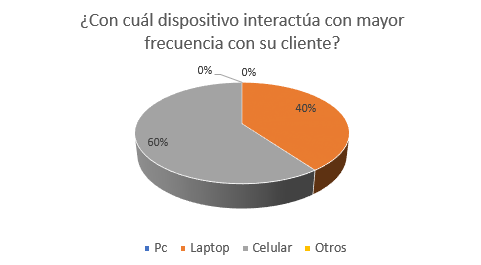 ¿Con cuál dispositivo interactúa con mayor
frecuencia con su cliente?
0%
0%
40%
60%
Pc
Laptop
Celular
Otros